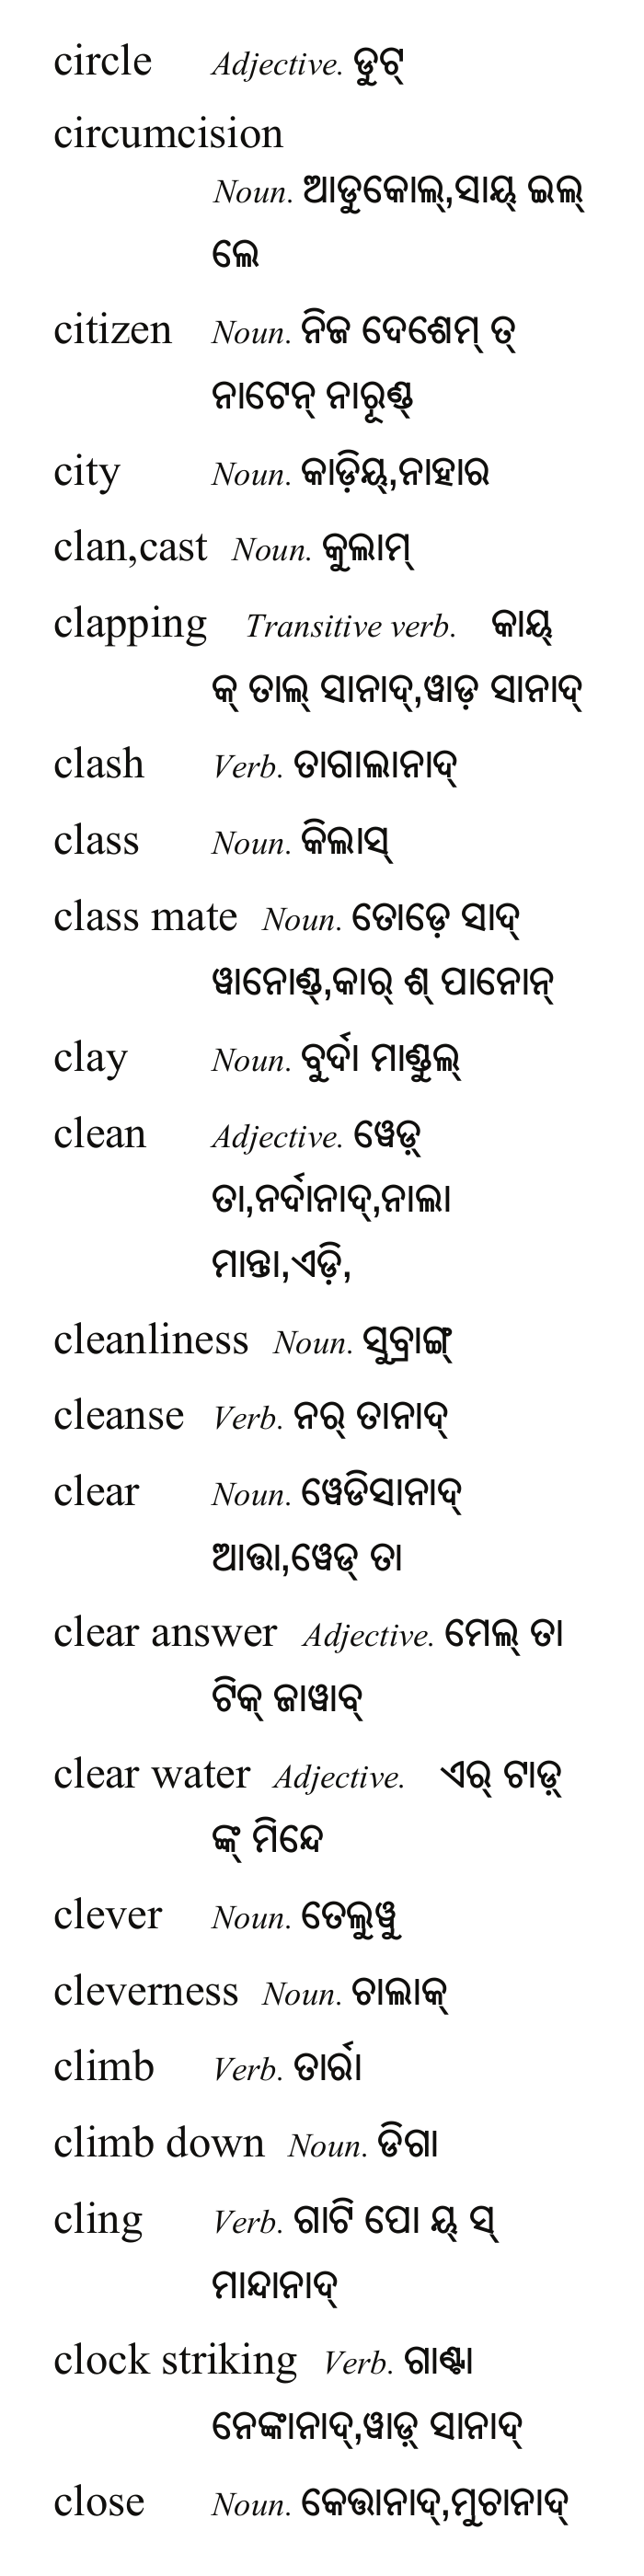 circle Adjective. ଡୁଟ୍
circumcision
Noun. ଆଡୁକୋଲ୍,ସାୟ୍ ଇଲ୍
ଲେ
citizen Noun. ନିଜ ଦେଶେମ୍ ତ୍
ନାଟେନ୍ ନାରୂଣ୍ଡ୍
city Noun. କାଡ଼ିୟ୍,ନାହାର
clan,cast Noun. କୁଲାମ୍
clapping Transitive verb. କାୟ୍
କ୍ ତାଲ୍ ସାନାଦ୍,ୱାଡ଼ ସାନାଦ୍
clash Verb. ତାଗାଲାନାଦ୍
class Noun. କିଲାସ୍
class mate Noun. ତୋଡ଼େ ସାଦ୍
ୱାନୋଣ୍ଡ୍,କାର୍ ଶ୍ ପାନୋନ୍
clay Noun. ବୁର୍ଦା ମାଣ୍ଡୁଲ୍
clean Adjective. ୱେଡ଼୍
ତା,ନର୍ଦାନାଦ୍,ନାଲା
ମାନ୍ତା,ଏଡ଼ି,
cleanliness Noun. ସୁବ୍ରାଙ୍ଗ୍
cleanse Verb. ନର୍ ତାନାଦ୍
clear Noun. ୱେଡିସାନାଦ୍
ଆତ୍ତା,ୱେଡ୍ ତା
clear answer Adjective. ମେଲ୍ ତା
ଟିକ୍ ଜାୱାବ୍
clear water Adjective. ଏର୍ ଟାଡ଼୍
ଙ୍କ୍ ମିନ୍ଦେ
clever Noun. ତେଲୁୱୁ
cleverness Noun. ଚାଲାକ୍
climb Verb. ତାର୍ରା
climb down Noun. ଡିଗା
cling Verb. ଗାଟି ପୋ ୟ୍ ସ୍
ମାନ୍ଦାନାଦ୍
clock striking Verb. ଗାଣ୍ଟା
ନେଙ୍କାନାଦ୍,ୱାଡ଼୍ ସାନାଦ୍
close Noun. କେତ୍ତାନାଦ୍,ମୁଚାନାଦ୍